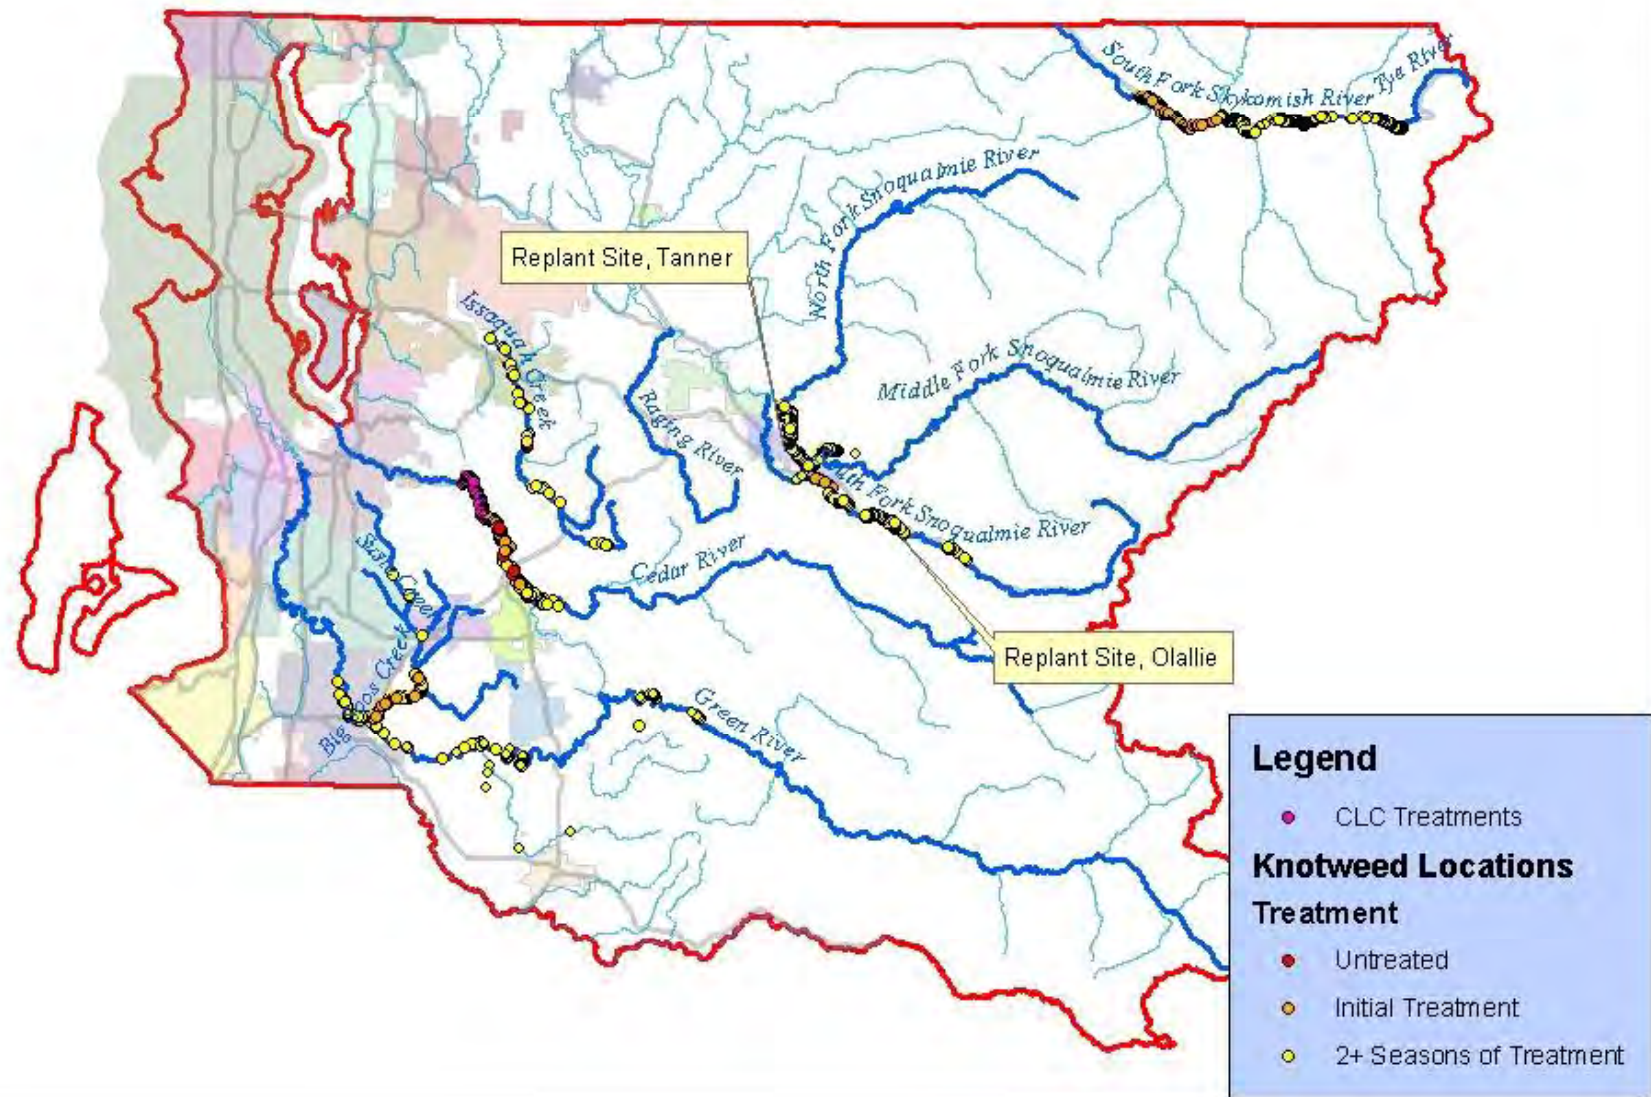 South Fork Skykomish River
Tye River
North Fork Snoqualmie River
Replant Site, Tanner
Issaquah Creek
Middle Fork Snoqualmie River
Raging River
Fork Snoqualmie River
Cedar River
Creek
Replant Site, Olallie
Big
Creek
Green River
Legend
CLC Treatments
Knotweed Locations
Treatment
Untreated
Initial Treatment
2+ Seasons of Treatment